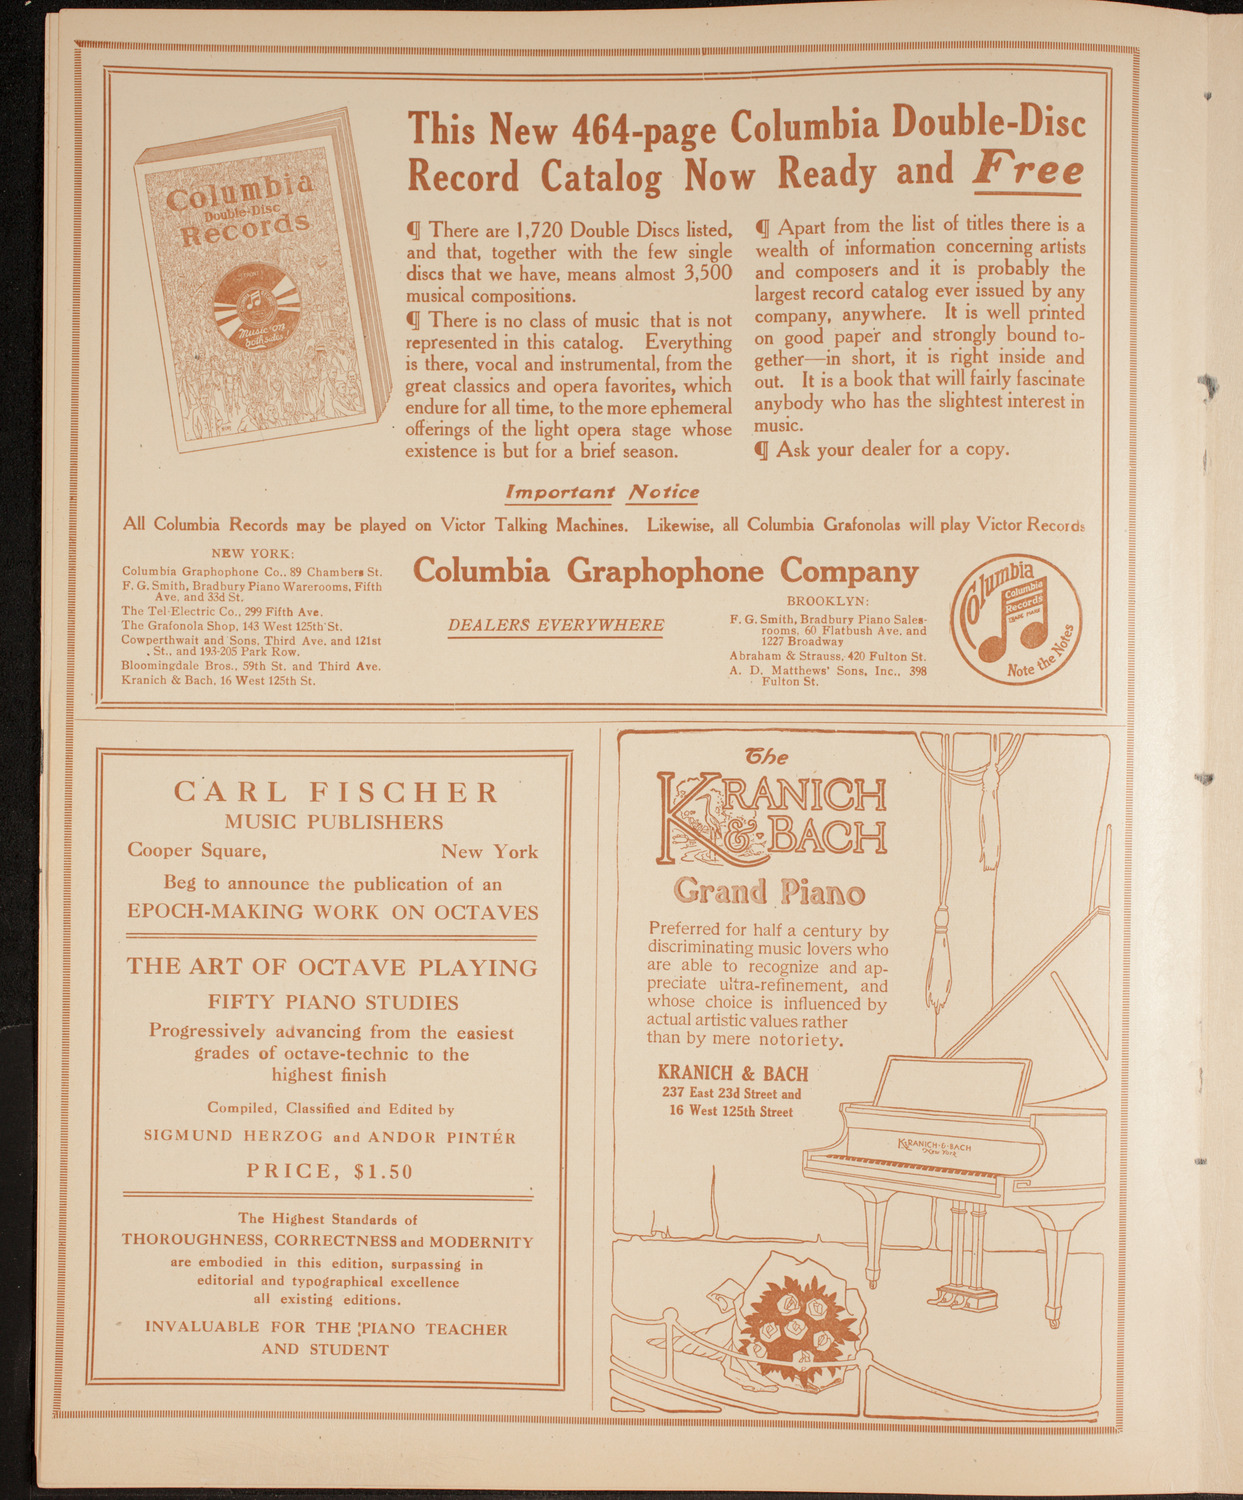 This New 464-page Columbia Double-Disc
Record Catalog Now Ready and Free
Columbia
Double-Disc
Records
Music on
both sides
¶ There are 1,720 Double Discs listed,
and that, together with the few single
discs that we have, means almost 3,500
musical compositions.
¶ There is no class of music that is not
represented in this catalog. Everything
is there, vocal and instrumental, from the
great classics and opera favorites, which
endure for all time, to the more ephemeral
offerings of the light opera stage whose
existence is but for a brief season.
¶ Apart from the list of titles there is a
wealth of information concerning artists
and composers and it is probably the
largest record catalog ever issued by any
company, anywhere. It is well printed
on good paper and strongly bound to-
gether—in short, it is right inside and
out. It is a book that will fairly fascinate
anybody who has the slightest interest in
music.
¶ Ask your dealer for a copy.
Important Notice
All Columbia Records may be played on Victor Talking Machines. Likewise, all Columbia Grafonolas will play Victor Records
NEW YORK:
Columbia Graphophone Co., 89 Chambers St.
F. G. Smith, Bradbury Piano Warerooms, Fifth
Ave. and 33d St.
The Tel-Electric Co., 299 Fifth Ave.
The Grafonola Shop, 143 West 125th St.
Cowperthwait and Sons, Third Ave. and 121st
St., and 193-205 Park Row.
Bloomingdale Bros., 59th St. and Third Ave.
Kranich & Bach, 16 West 125th St.
Columbia Graphophone Company
DEALERS EVERYWHERE
BROOKLYN:
F. G. Smith, Bradbury Piano Sales-
rooms, 60 Flatbush Ave. and
1227 Broadway
Abraham & Strauss, 420 Fulton St.
A. D. Matthews' Sons, Inc., 398
Fulton St.
Columbia
Columbia
Records
TRADE MARK
Note the Notes
CARL FISCHER
MUSIC PUBLISHERS
Cooper Square, New York
Beg to announce the publication of an
EPOCH-MAKING WORK ON OCTAVES
THE ART OF OCTAVE PLAYING
FIFTY PIANO STUDIES
Progressively advancing from the easiest
grades of octave-technic to the
highest finish
Compiled, Classified and Edited by
SIGMUND HERZOG and ANDOR PINTÉR
PRICE, $1.50
The Highest Standards of
THOROUGHNESS, CORRECTNESS and MODERNITY
are embodied in this edition, surpassing in
editorial and typographical excellence
all existing editions.
INVALUABLE FOR THE PIANO TEACHER
AND STUDENT
The
KRANICH
& BACH
Grand Piano
Preferred for half a century by
discriminating music lovers who
are able to recognize and ap-
preciate ultra-refinement, and
whose choice is influenced by
actual artistic values rather
than by mere notoriety.
KRANICH & BACH
237 East 23d Street and
16 West 125th Street
KRANICH-&-BACH
New York